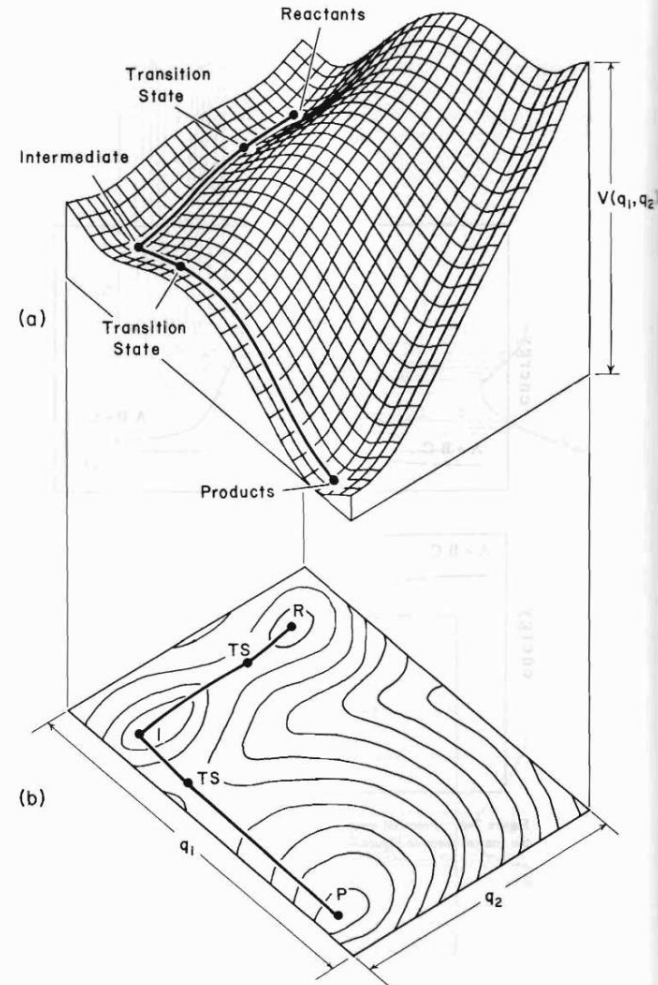 Reactants
Transition
State
Intermediate
V(q₁,q₂)
(a)
Transition
State
Products
R
TS
I
TS
(b)
q₁
P
q₂